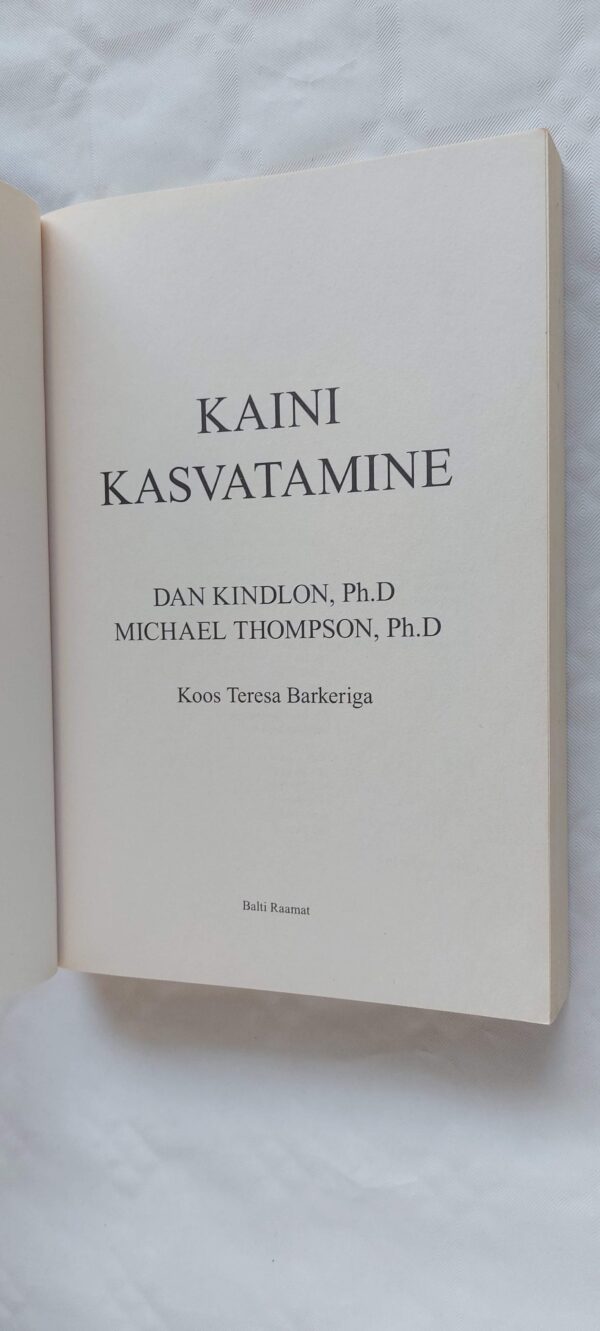 KAINI
KASVATAMINE
DAN KINDLON, Ph.D
MICHAEL THOMPSON, Ph.D
Koos Teresa Barkeriga
Balti Raamat